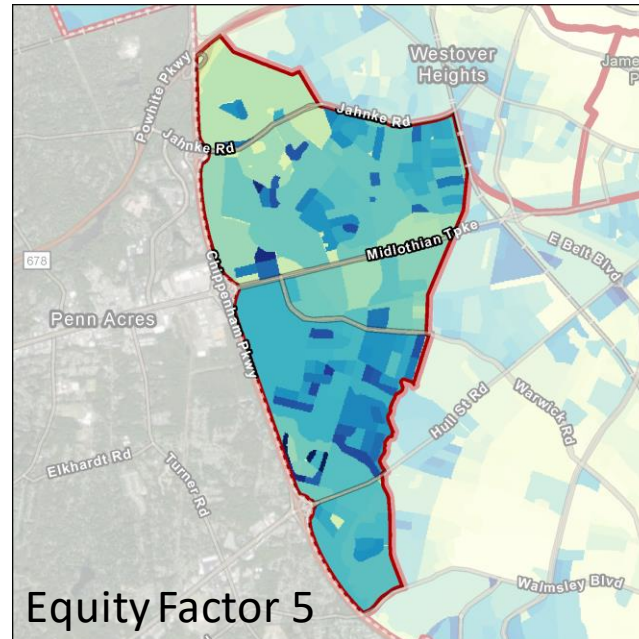 Westover
Heights
Jame
P
Powhite Pkwy
Jahnke Rd
Jahnke Rd
Midlothian Tpke
E Belt Blvd
678
Chippenham Pkwy
Penn Acres
Hull St Rd
Warwick Rd
Elkhardt Rd
Turner Rd
Walmsley Blvd
Equity Factor 5